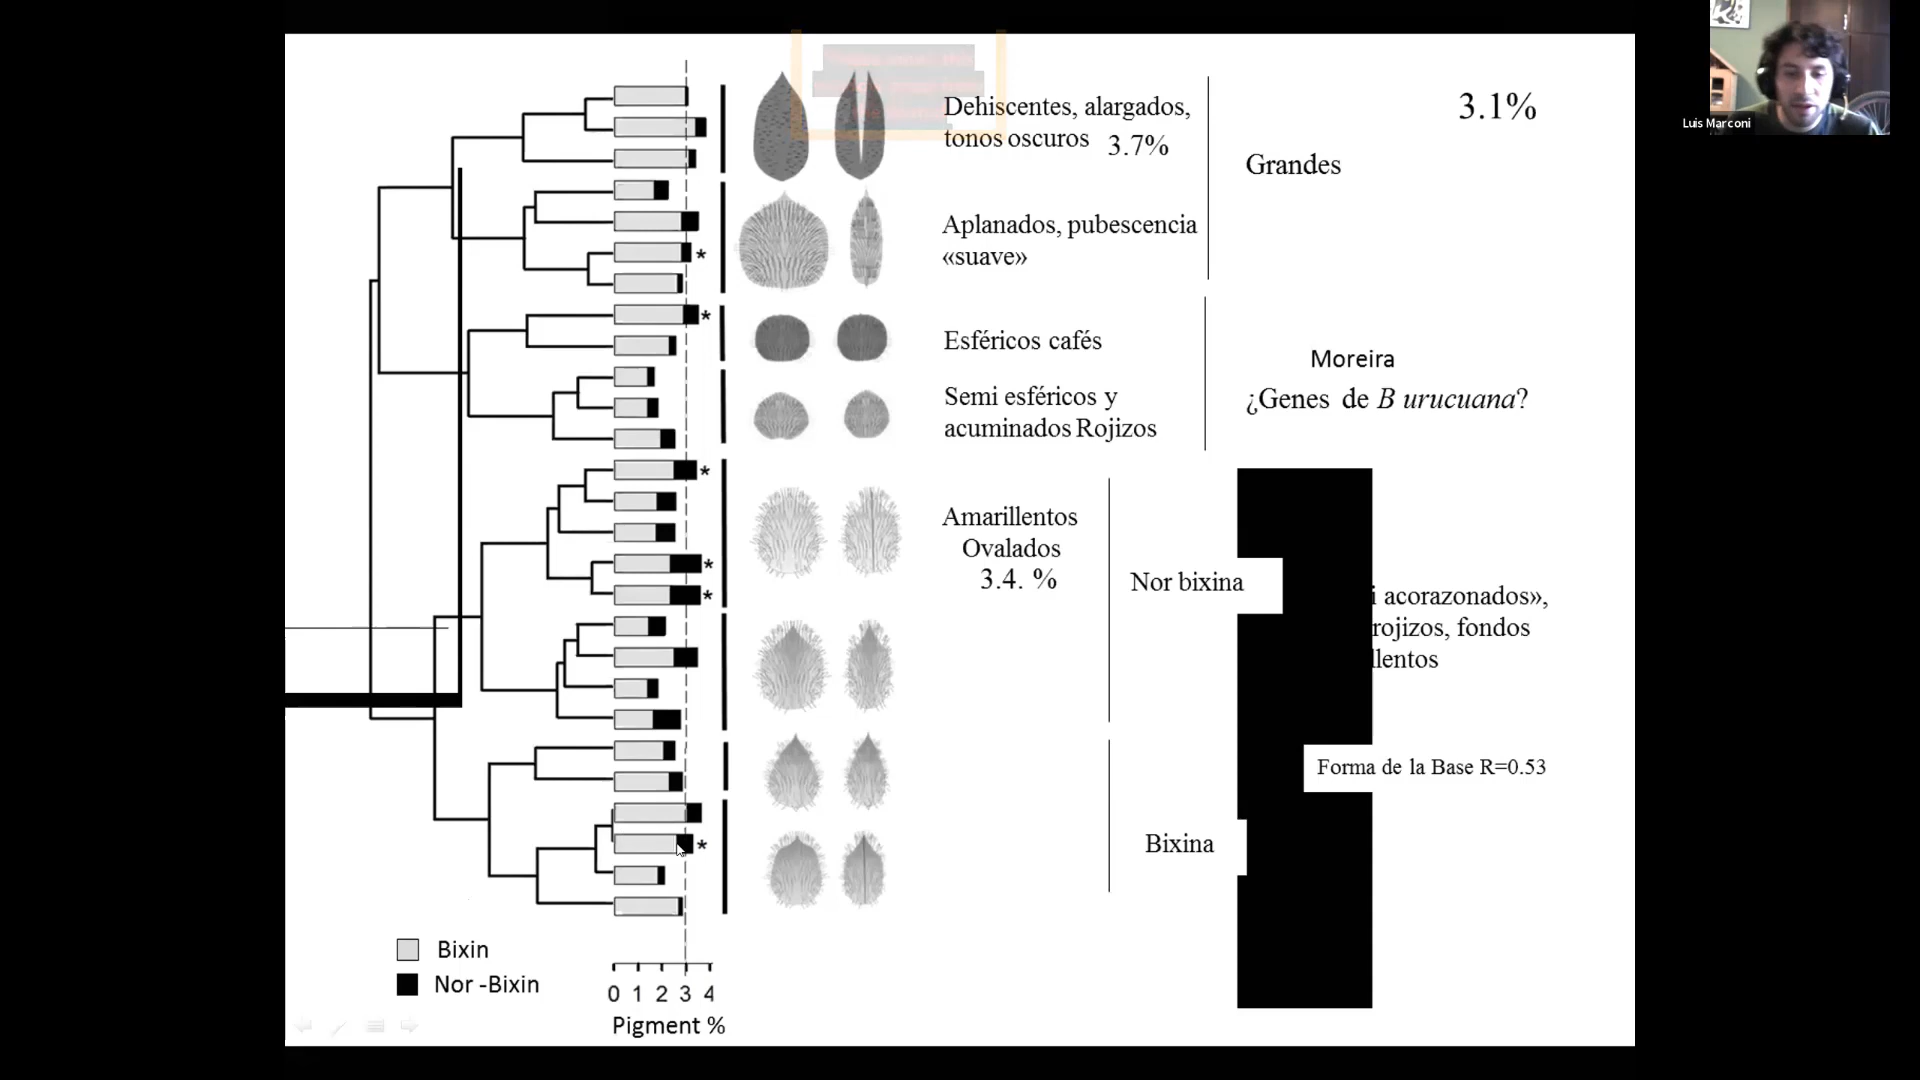 Luis Marconi
Dehiscentes, alargados,
tonos oscuros 3.7%
3.1%
Grandes
Aplanados, pubescencia
«suave»
*
*
Esféricos cafés
Moreira
¿Genes de B urucuana?
Semi esféricos y
acuminados Rojizos
*
Amarillentos
Ovalados
3.4. %
*
*
Nor bixina
i acorazonados»,
rojizos, fondos
llentos
Forma de la Base R=0.53
*
Bixina
Bixin
Nor -Bixin
0 1 2 3 4
Pigment %